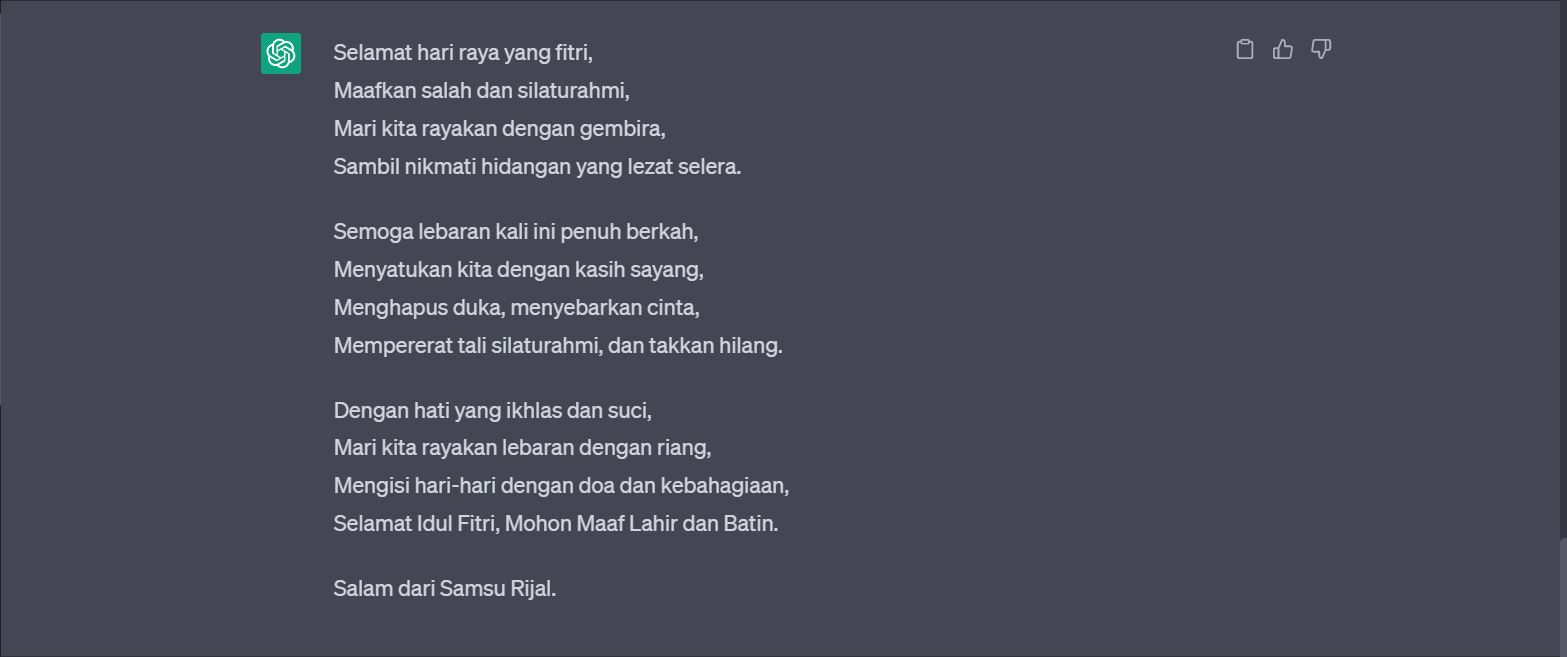 Selamat hari raya yang fitri,
Maafkan salah dan silaturahmi,
Mari kita rayakan dengan gembira,
Sambil nikmati hidangan yang lezat selera.
Semoga lebaran kali ini penuh berkah,
Menyatukan kita dengan kasih sayang,
Menghapus duka, menyebarkan cinta,
Mempererat tali silaturahmi, dan takkan hilang.
Dengan hati yang ikhlas dan suci,
Mari kita rayakan lebaran dengan riang,
Mengisi hari-hari dengan doa dan kebahagiaan,
Selamat Idul Fitri, Mohon Maaf Lahir dan Batin.
Salam dari Samsu Rijal.